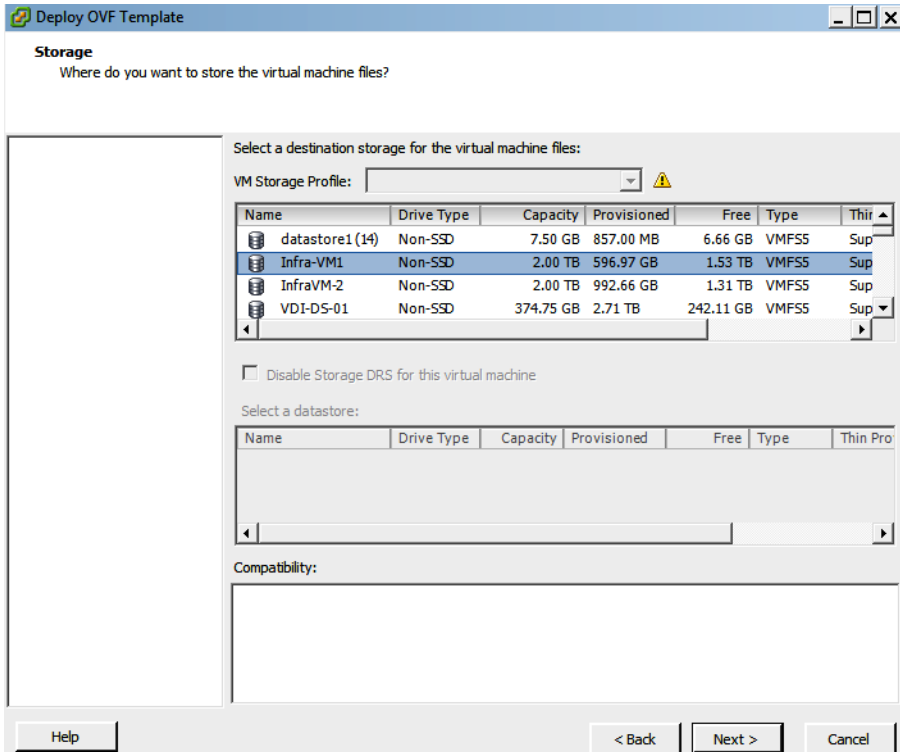 Deploy OVF Template
Storage
Where do you want to store the virtual machine files?
Select a destination storage for the virtual machine files:
VM Storage Profile:
Name Drive Type Capacity Provisioned Free Type Thin
datastore1 (14) Non-SSD 7.50 GB 857.00 MB 6.66 GB VMFS5 Sup
Infra-VM1 Non-SSD 2.00 TB 596.97 GB 1.53 TB VMFS5 Sup
InfraVM-2 Non-SSD 2.00 TB 992.66 GB 1.31 TB VMFS5 Sup
VDI-DS-01 Non-SSD 374.75 GB 2.71 TB 242.11 GB VMFS5 Sup
Disable Storage DRS for this virtual machine
Select a datastore:
Name Drive Type Capacity Provisioned Free Type Thin Pro
Compatibility:
Help < Back Next > Cancel